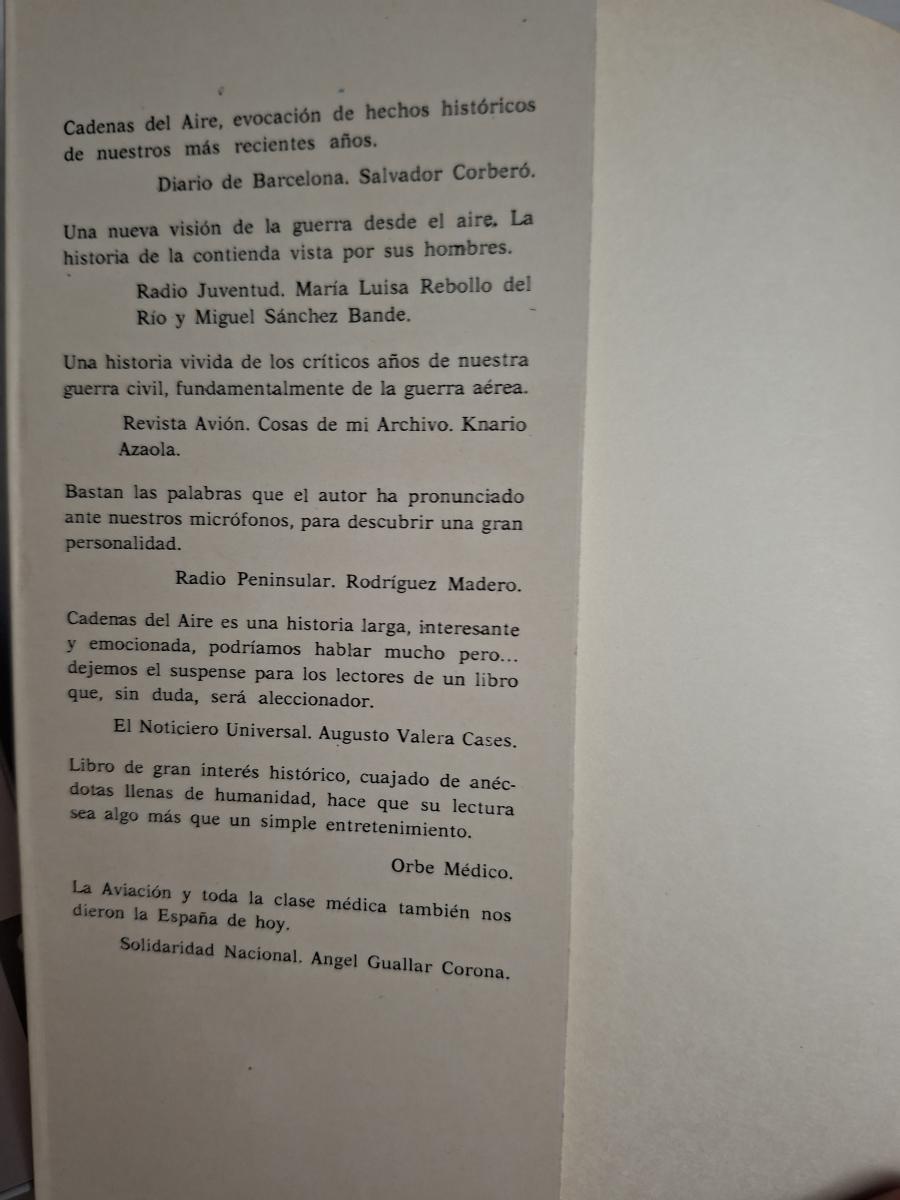 Cadenas del Aire, evocación de hechos históricos
de nuestros más recientes años.
Diario de Barcelona. Salvador Corberó.
Una nueva visión de la guerra desde el aire. La
historia de la contienda vista por sus hombres.
Radio Juventud. María Luisa Rebollo del
Río y Miguel Sánchez Bande.
Una historia vivida de los críticos años de nuestra
guerra civil, fundamentalmente de la guerra aérea.
Revista Avión. Cosas de mi Archivo. Knario
Azaola.
Bastan las palabras que el autor ha pronunciado
ante nuestros micrófonos, para descubrir una gran
personalidad.
Radio Peninsular. Rodríguez Madero.
Cadenas del Aire es una historia larga, interesante
y emocionada, podríamos hablar mucho pero...
dejemos el suspense para los lectores de un libro
que, sin duda, será aleccionador.
El Noticiero Universal. Augusto Valera Cases.
Libro de gran interés histórico, cuajado de anéc-
dotas llenas de humanidad, hace que su lectura
sea algo más que un simple entretenimiento.
Orbe Médico.
La Aviación y toda la clase médica también nos
dieron la España de hoy.
Solidaridad Nacional. Angel Guallar Corona.